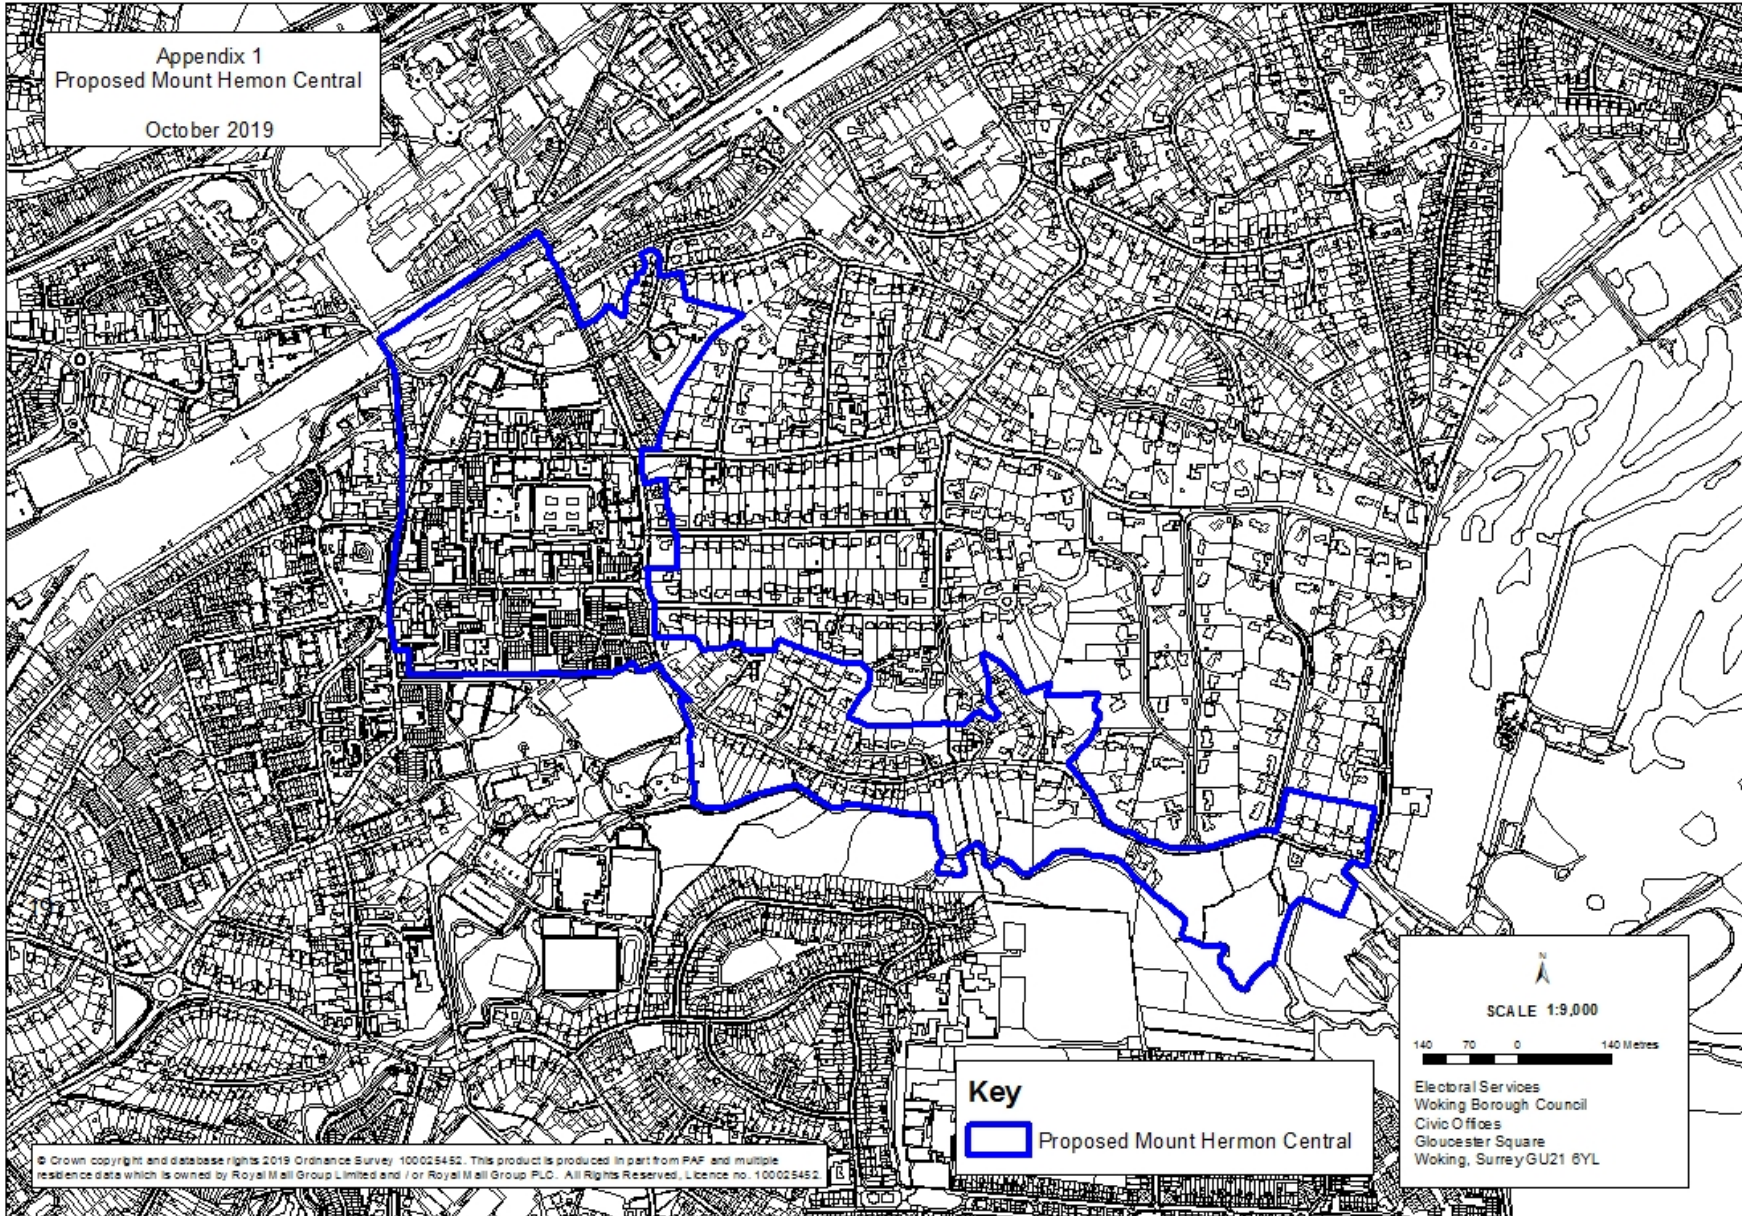 Appendix 1
Proposed Mount Hemon Central
October 2019
Key
Proposed Mount Hermon Central
N
SCALE 1:9,000
140 70 0 140 Metres
Electoral Services
Woking Borough Council
Civic Offices
Gloucester Square
Woking, Surrey GU21 6YL
© Crown copyright and database rights 2019 Ordnance Survey 100025452. This product is produced in part from PAF and multiple
residence data which is owned by Royal Mail Group Limited and / or Royal Mail Group PLC. All Rights Reserved, Licence no. 100025452.